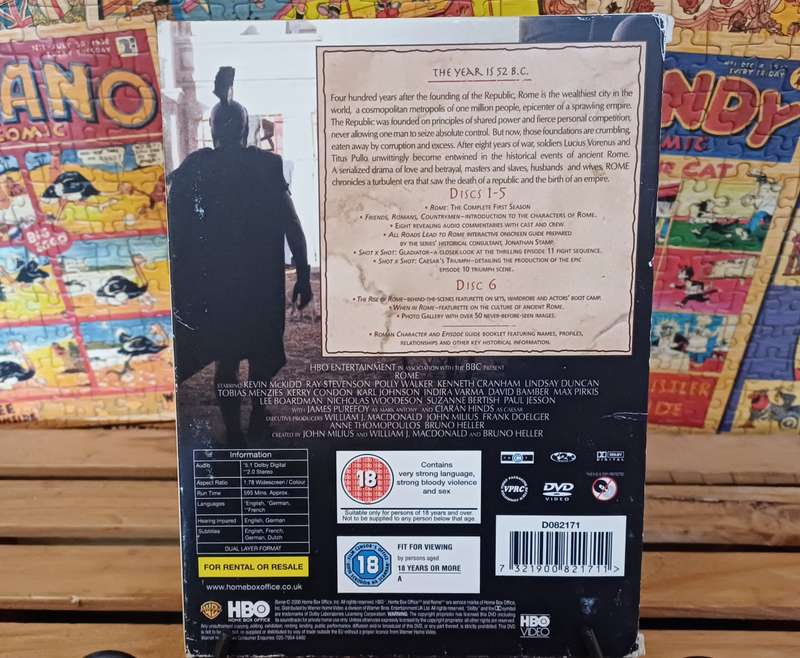 ANO
COMIC
NDY
MIC
R CAT
BIG COCO
THE YEAR IS 52 B.C.
Four hundred years after the founding of the Republic, Rome is the wealthiest city in the
world, a cosmopolitan metropolis of one million people, epicenter of a sprawling empire.
The Republic was founded on principles of shared power and fierce personal competition,
never allowing one man to seize absolute control. But now, those foundations are crumbling,
eaten away by corruption and excess. After eight years of war, soldiers Lucius Vorenus and
Titus Pullo unwittingly become entwined in the historical events of ancient Rome.
A serialized drama of love and betrayal, masters and slaves, husbands and wives, ROME
chronicles a turbulent era that saw the death of a republic and the birth of an empire.
DISCS 1-5
• ROME: THE COMPLETE FIRST SEASON
• FRIENDS, ROMANS, COUNTRYMEN–INTRODUCTION TO THE CHARACTERS OF ROME.
• EIGHT REVEALING AUDIO COMMENTARIES WITH CAST AND CREW
• ALL ROADS LEAD TO ROME INTERACTIVE ONSCREEN GUIDE PREPARED
BY THE SERIES' HISTORICAL CONSULTANT, JONATHAN STAMP.
• SHOT X SHOT: GLADIATOR–A CLOSER LOOK AT THE THRILLING EPISODE 11 FIGHT SEQUENCE.
• SHOT X SHOT: CAESAR'S TRIUMPH–DETAILING THE PRODUCTION OF THE EPIC
EPISODE 10 TRIUMPH SCENE.
DISC 6
• THE RISE OF ROME–BEHIND-THE-SCENES FEATURETTE ON SETS, WARDROBE AND ACTORS' BOOT CAMP.
• WHEN IN ROME–FEATURETTE ON THE CULTURE OF ANCIENT ROME.
• PHOTO GALLERY WITH OVER 50 NEVER-BEFORE-SEEN IMAGES.
• ROMAN CHARACTER AND EPISODE GUIDE BOOKLET FEATURING NAMES, PROFILES,
RELATIONSHIPS AND OTHER KEY HISTORICAL INFORMATION.
HBO ENTERTAINMENT IN ASSOCIATION WITH THE BBC PRESENT
ROME
STARRING KEVIN McKIDD RAY STEVENSON POLLY WALKER KENNETH CRANHAM LINDSAY DUNCAN
TOBIAS MENZIES KERRY CONDON KARL JOHNSON INDIRA VARMA DAVID BAMBER MAX PIRKIS
LEE BOARDMAN NICHOLAS WOODESON SUZANNE BERTISH PAUL JESSON
WITH JAMES PUREFOY AS MARK ANTONY AND CIARÁN HINDS AS CAESAR
EXECUTIVE PRODUCERS WILLIAM J. MACDONALD JOHN MILIUS FRANK DOELGER
ANNE THOMOPOULOS BRUNO HELLER
CREATED BY JOHN MILIUS AND WILLIAM J. MACDONALD AND BRUNO HELLER
Information
Audio *5.1 Dolby Digital
**2.0 Stereo
Aspect Ratio 1.78 Widescreen / Colour
Run Time 593 Mins. Approx.
Languages *English, *German,
**French
Hearing Impaired English, German
Subtitles English, French,
German, Dutch
DUAL LAYER FORMAT
FOR RENTAL OR RESALE
www.homeboxoffice.co.uk
18
Contains
very strong language,
strong bloody violence
and sex
Suitable only for persons of 18 years and over.
Not to be supplied to any person below that age.
18
FIT FOR VIEWING
by persons aged
18 YEARS OR MORE
A
DOLBY
DIGITAL
VPRC
DVD
VIDEO
D082171
7 321900 821711 >
WB
HBO
HOME BOX OFFICE
HBO
VIDEO